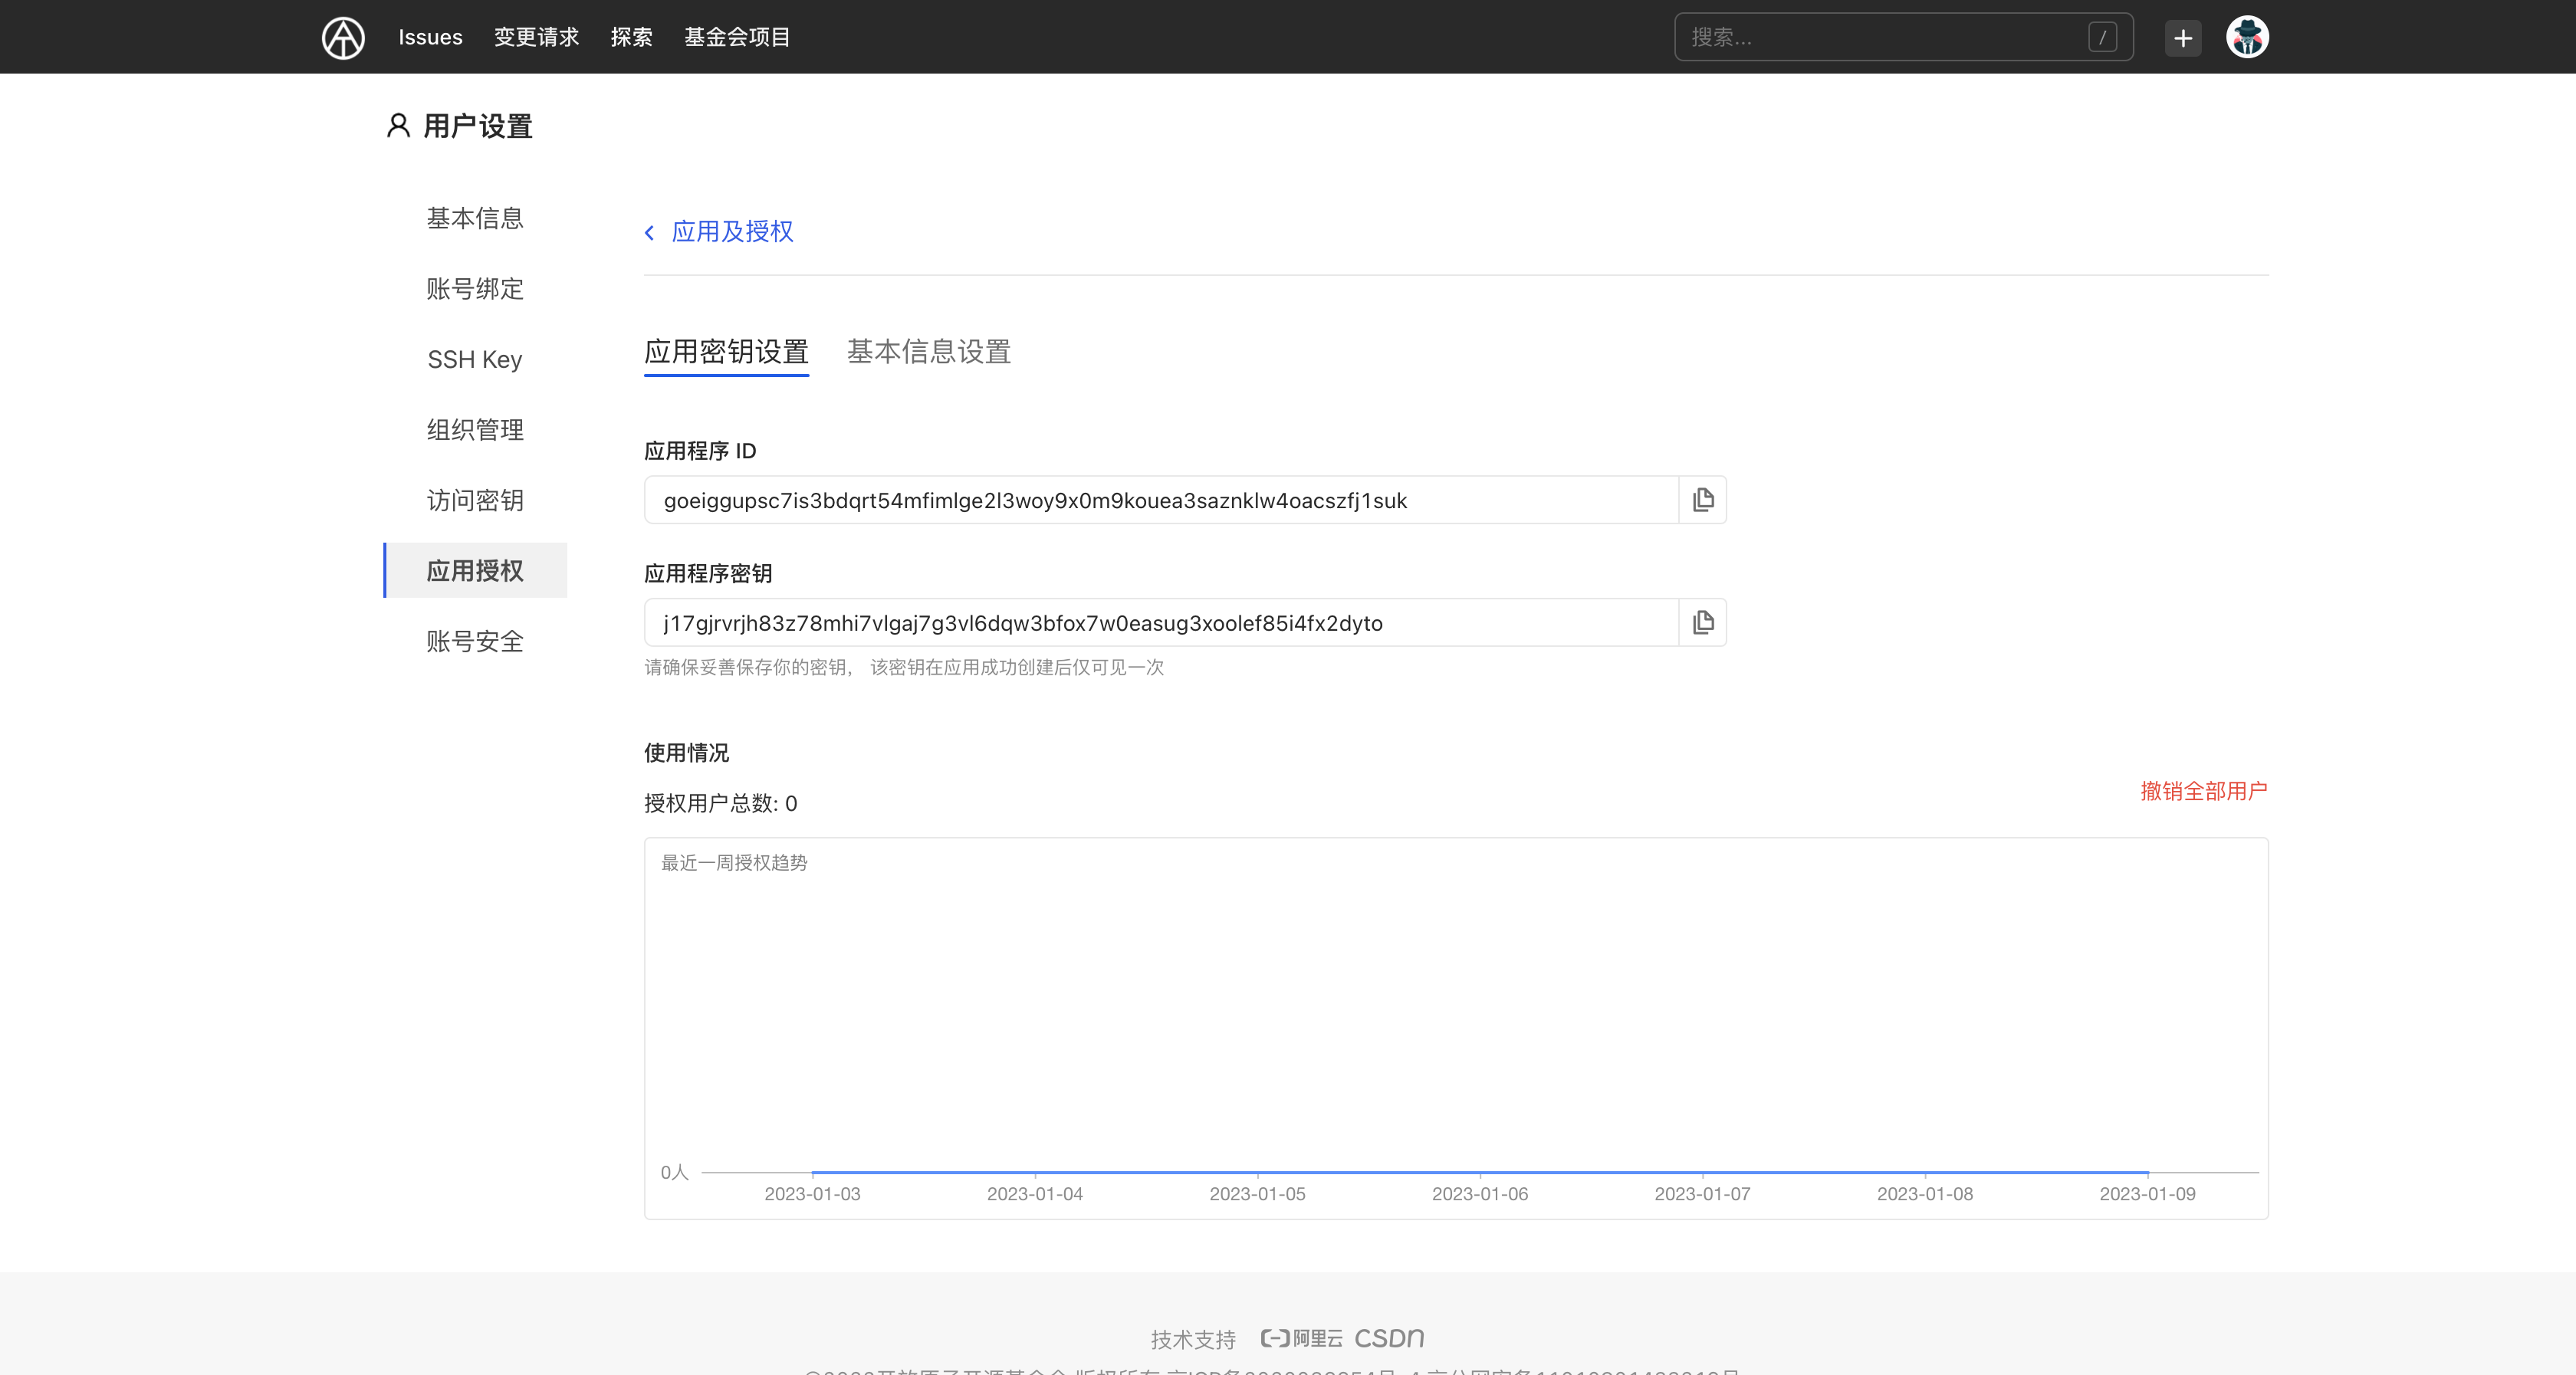 Issues 变更请求 探索 基金会项目 搜索... /
用户设置
基本信息
账号绑定
SSH Key
组织管理
访问密钥
应用授权
账号安全
应用及授权
应用密钥设置 基本信息设置
应用程序 ID
goeiggupsc7is3bdqrt54mfimlge2l3woy9x0m9kouea3saznklw4oacszfj1suk
应用程序密钥
j17gjrvrjh83z78mhi7vlgaj7g3vl6dqw3bfox7w0easug3xoolef85i4fx2dyto
请确保妥善保存你的密钥， 该密钥在应用成功创建后仅可见一次
使用情况
授权用户总数: 0
撤销全部用户
最近一周授权趋势
0人
2023-01-03 2023-01-04 2023-01-05 2023-01-06 2023-01-07 2023-01-08 2023-01-09
技术支持 阿里云 CSDN